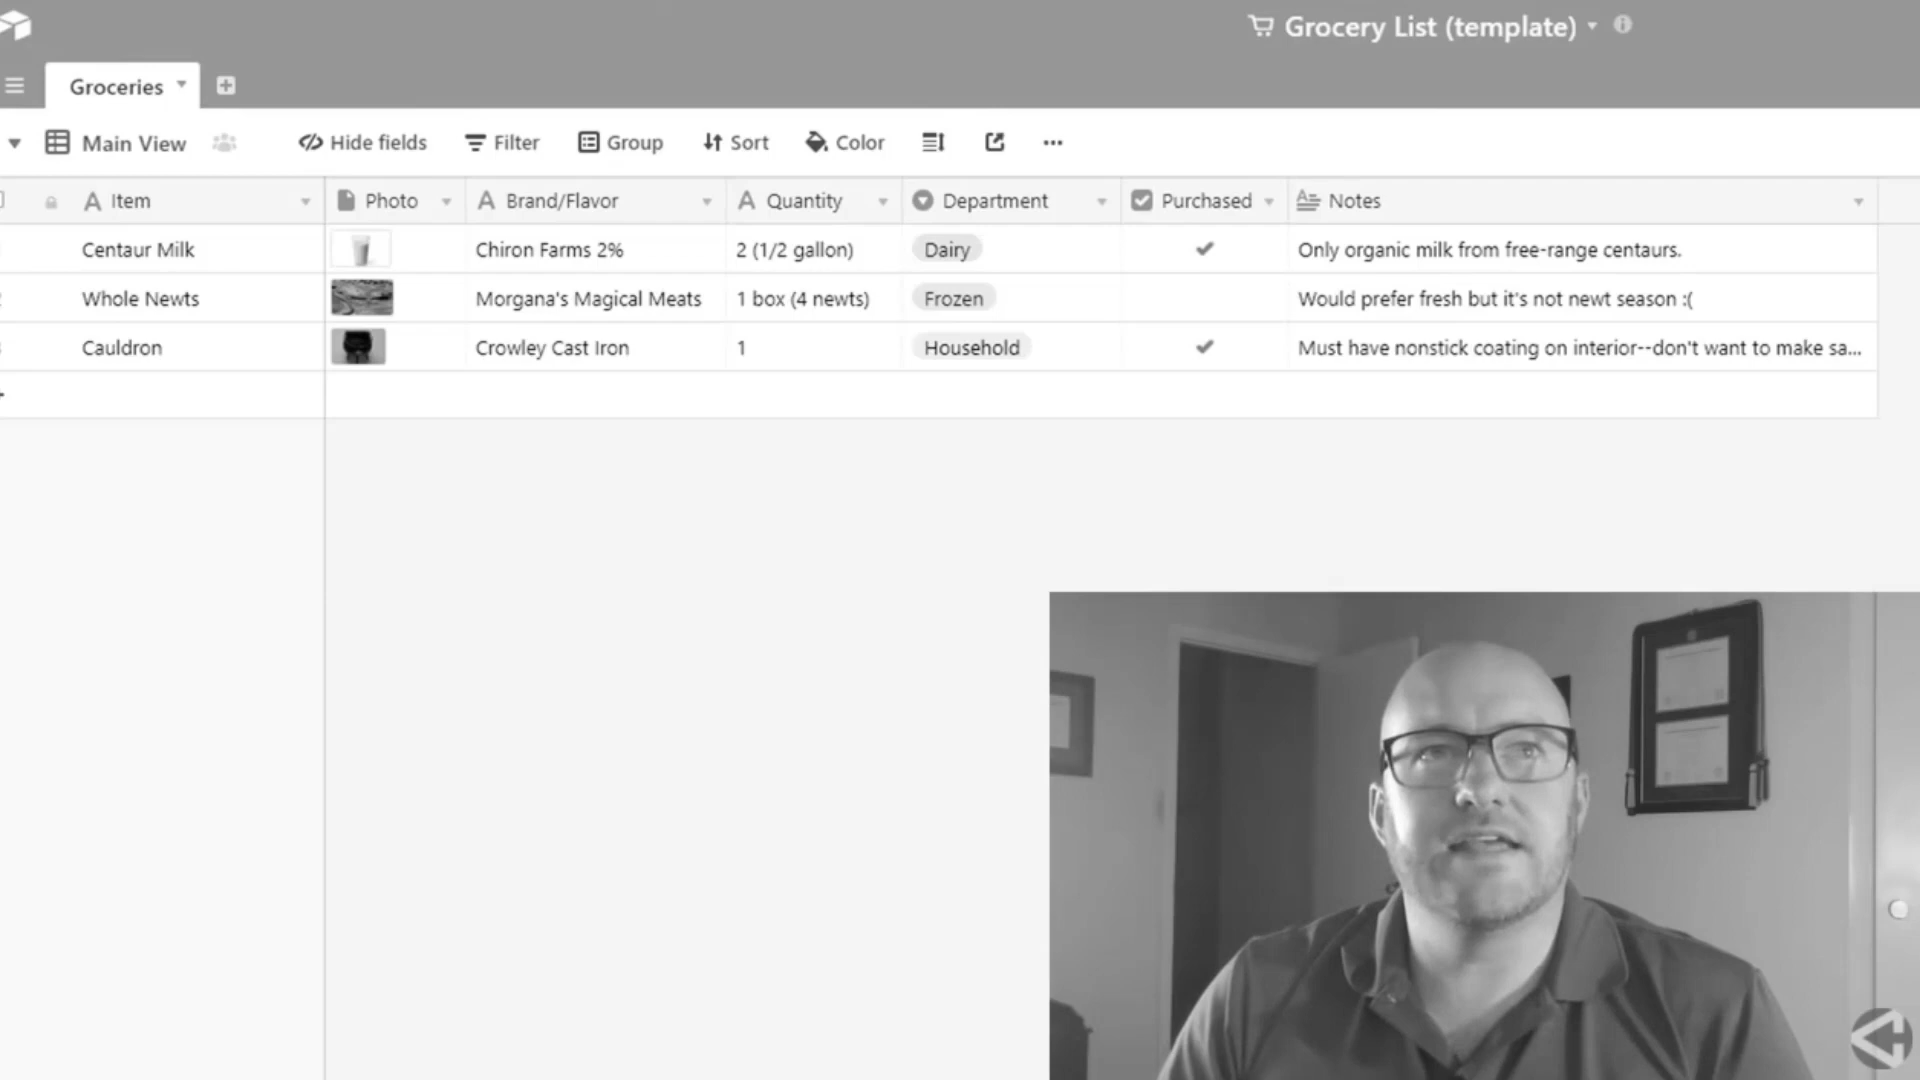 Grocery List (template)
Groceries
Main View Hide fields Filter Group Sort Color
Item Photo Brand/Flavor Quantity Department Purchased Notes
Centaur Milk Chiron Farms 2% 2 (1/2 gallon) Dairy Only organic milk from free-range centaurs.
Whole Newts Morgana's Magical Meats 1 box (4 newts) Frozen Would prefer fresh but it's not newt season :(
Cauldron Crowley Cast Iron 1 Household Must have nonstick coating on interior--don't want to make sa...